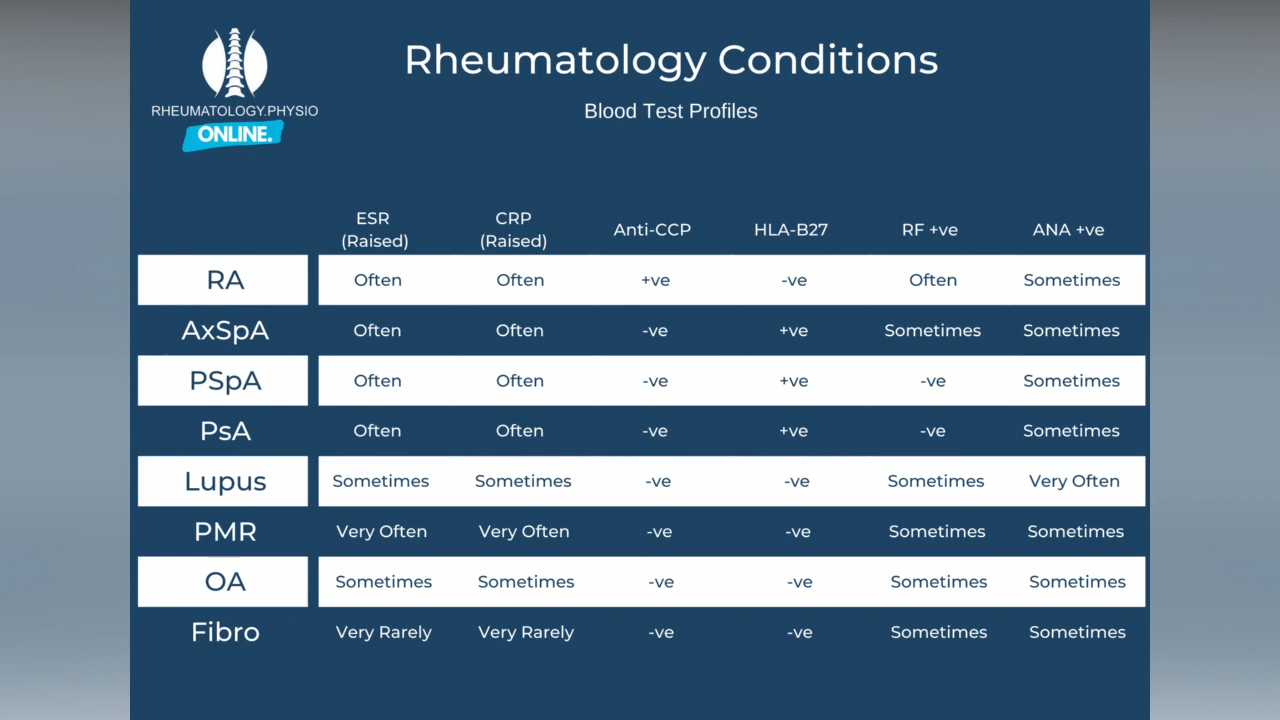 RHEUMATOLOGY.PHYSIO
ONLINE.
Rheumatology Conditions
Blood Test Profiles
ESR (Raised) CRP (Raised) Anti-CCP HLA-B27 RF +ve ANA +ve
RA Often Often +ve -ve Often Sometimes
AxSpA Often Often -ve +ve Sometimes Sometimes
PSpA Often Often -ve +ve -ve Sometimes
PsA Often Often -ve +ve -ve Sometimes
Lupus Sometimes Sometimes -ve -ve Sometimes Very Often
PMR Very Often Very Often -ve -ve Sometimes Sometimes
OA Sometimes Sometimes -ve -ve Sometimes Sometimes
Fibro Very Rarely Very Rarely -ve -ve Sometimes Sometimes